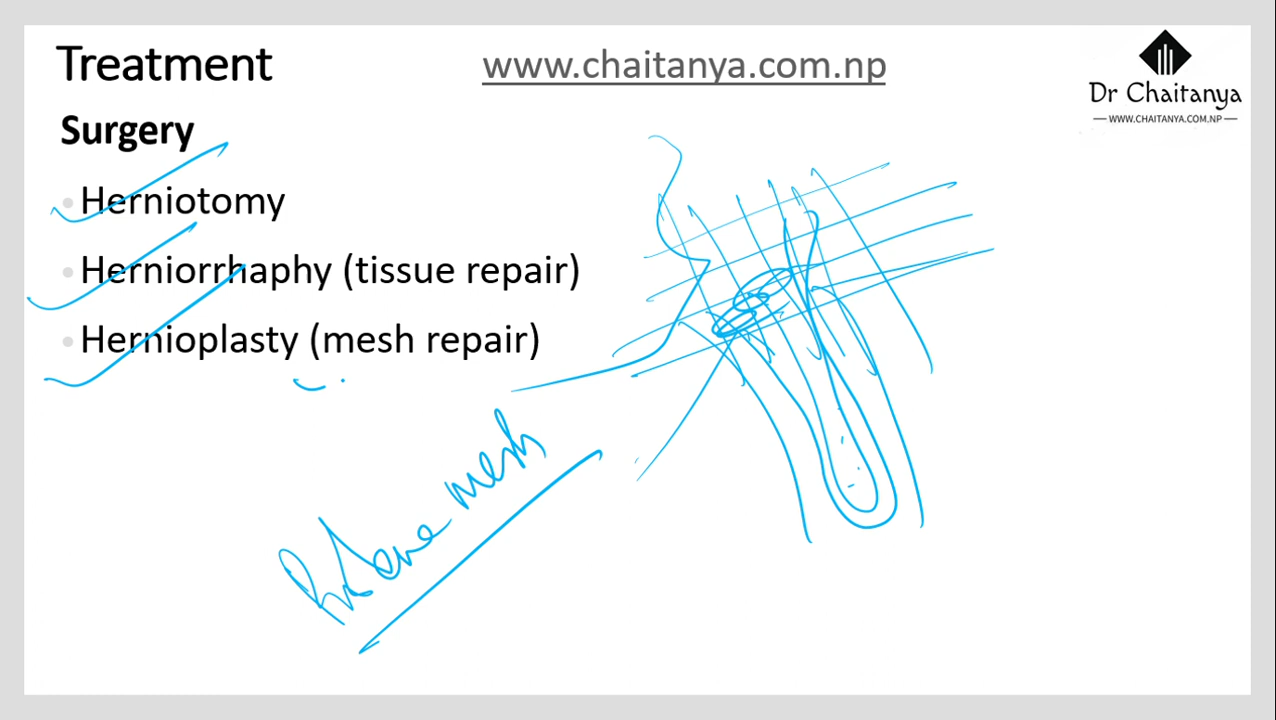 Treatment
www.chaitanya.com.np
Dr Chaitanya
WWW.CHAITANYA.COM.NP
Surgery
Herniotomy
Herniorrhaphy (tissue repair)
Hernioplasty (mesh repair)
mesh